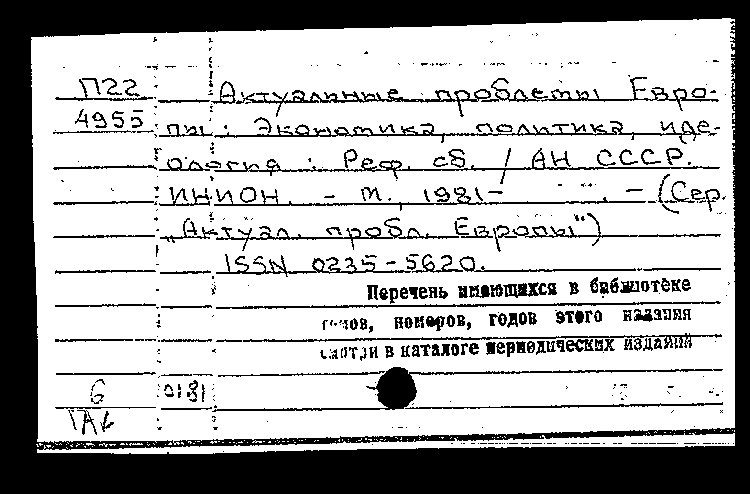 П22 Актуальные проблемы Евро-
4955 пы: Экономика, политика, иде-
ология : Реф. сб. / АН СССР.
ИНИОН. - М., 1981- . - (Сер.
„Актуал. пробл. Европы")
ISSN 0235-5620.
Перечень имеющихся в библиотеке
томов, номеров, годов этого издания
смотри в каталоге периодических изданий
6 0181